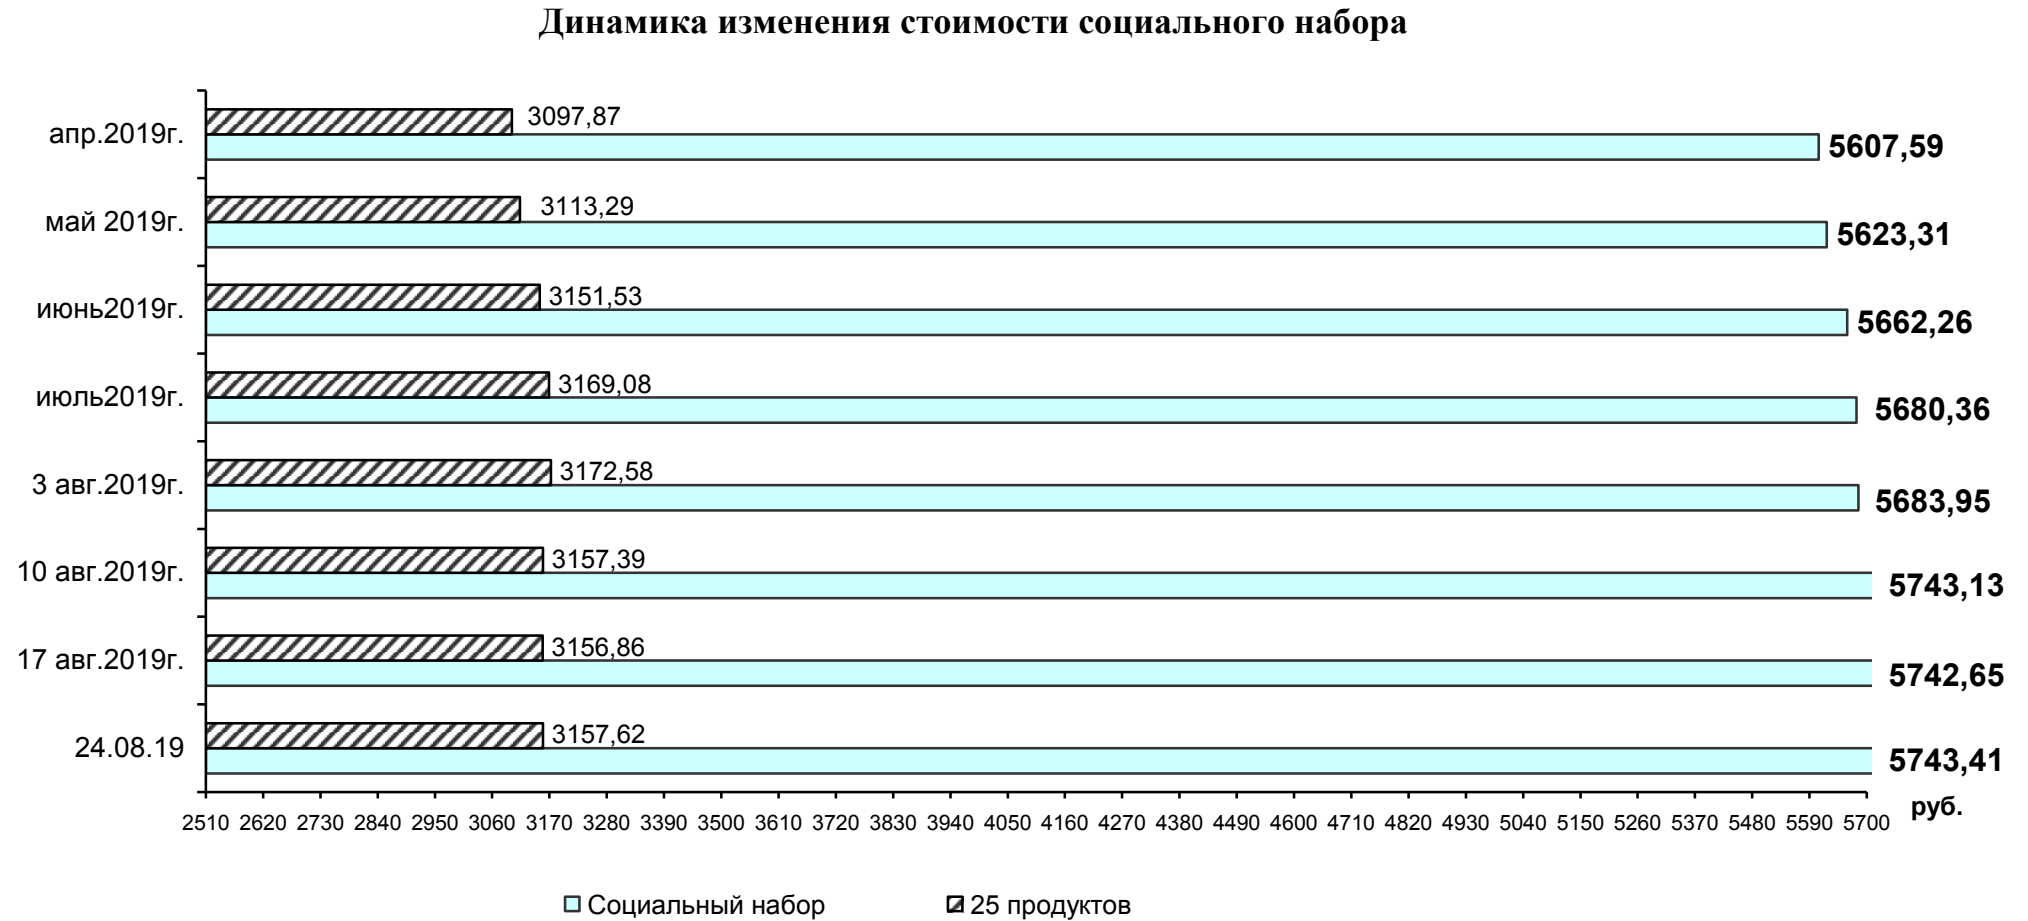 Динамика изменения стоимости социального набора
апр.2019г.
3097,87
5607,59
май 2019г.
3113,29
5623,31
июнь2019г.
3151,53
5662,26
июль2019г.
3169,08
5680,36
3 авг.2019г.
3172,58
5683,95
10 авг.2019г.
3157,39
5743,13
17 авг.2019г.
3156,86
5742,65
24.08.19
3157,62
5743,41
руб.
2510 2620 2730 2840 2950 3060 3170 3280 3390 3500 3610 3720 3830 3940 4050 4160 4270 4380 4490 4600 4710 4820 4930 5040 5150 5260 5370 5480 5590 5700
Социальный набор 25 продуктов